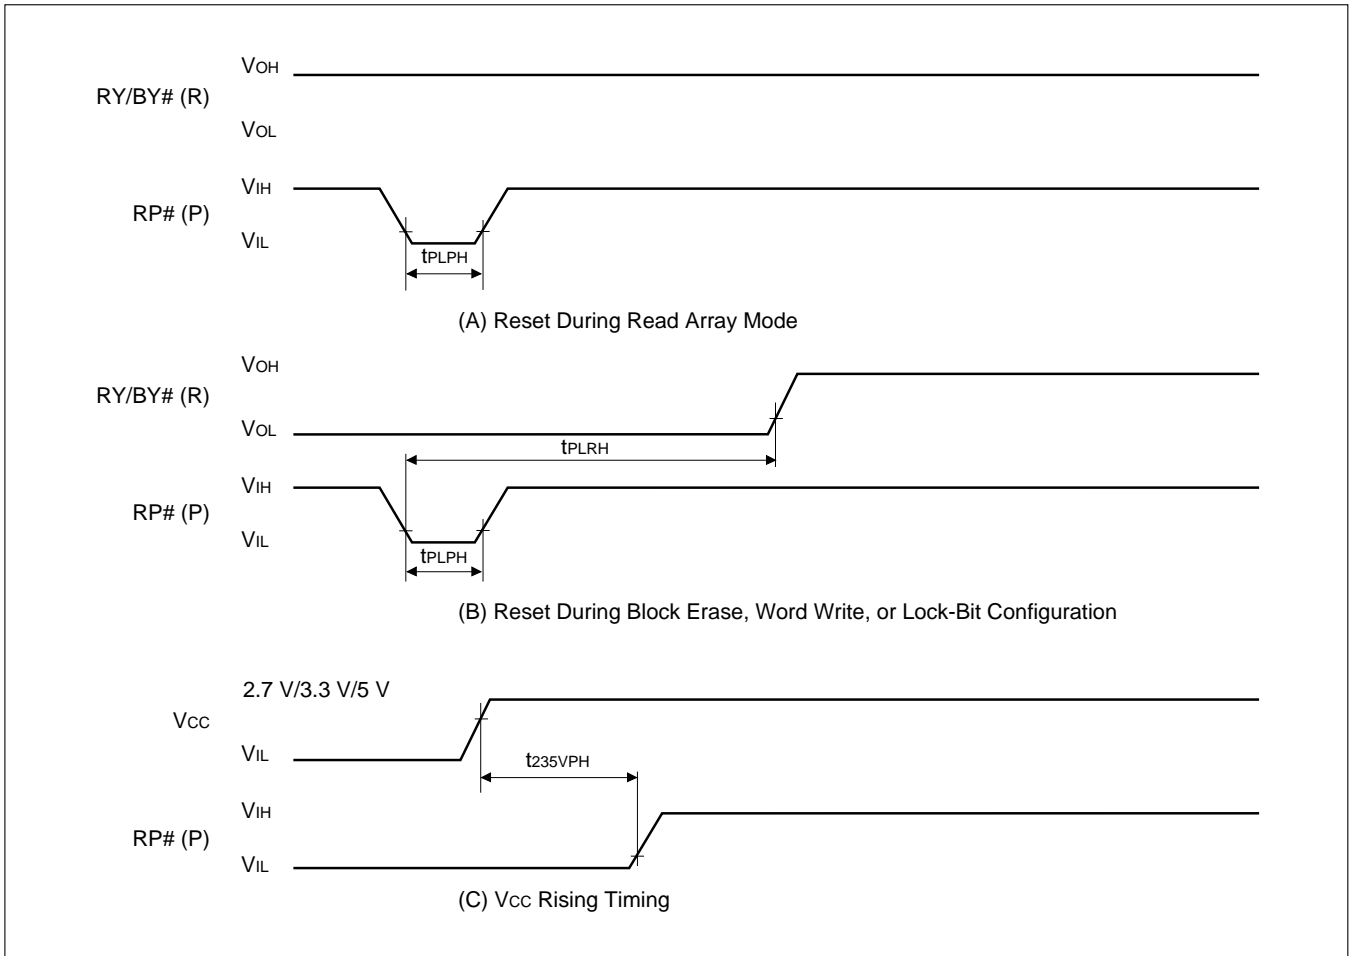 VOH
RY/BY# (R)
VOL
VIH
RP# (P)
VIL
tPLPH
(A) Reset During Read Array Mode
VOH
RY/BY# (R)
VOL
tPLRH
VIH
RP# (P)
VIL
tPLPH
(B) Reset During Block Erase, Word Write, or Lock-Bit Configuration
2.7 V/3.3 V/5 V
VCC
VIL
t235VPH
VIH
RP# (P)
VIL
(C) VCC Rising Timing